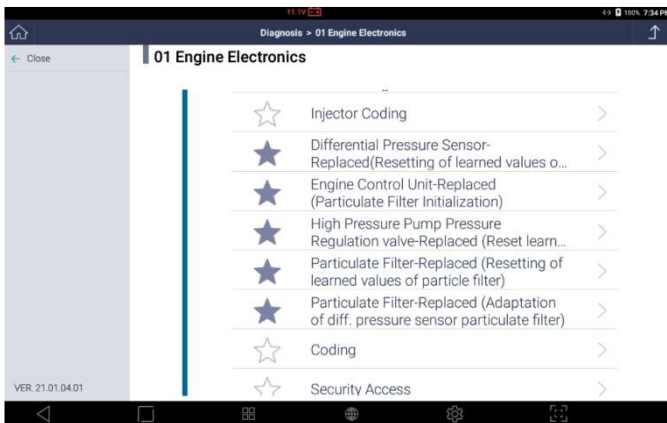 11.1V
100% 7:34 PM
Diagnosis > 01 Engine Electronics
Close
01 Engine Electronics
Injector Coding
Differential Pressure Sensor-
Replaced(Resetting of learned values o...
Engine Control Unit-Replaced
(Particulate Filter Initialization)
High Pressure Pump Pressure
Regulation valve-Replaced (Reset learn...
Particulate Filter-Replaced (Resetting of
learned values of particle filter)
Particulate Filter-Replaced (Adaptation
of diff. pressure sensor particulate filter)
Coding
Security Access
VER. 21.01.04.01